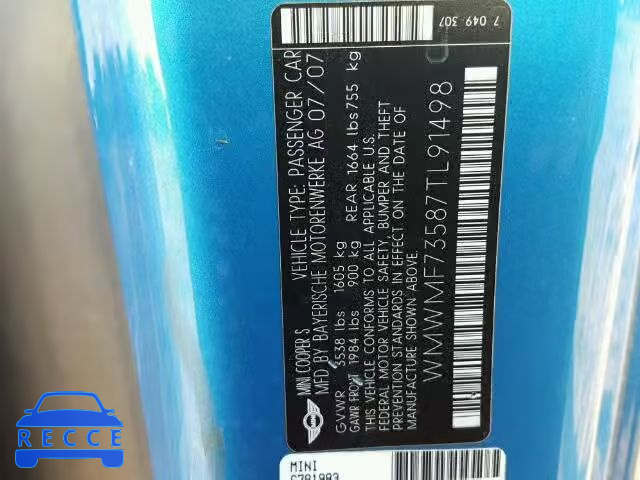 7 049 307
MINI COOPER S VEHICLE TYPE: PASSENGER CAR
MFD BY BAYERISCHE MOTORENWERKE AG 07/07
GVWR 3538 lbs 1605 kg
GAWR FRONT 1984 lbs 900 kg REAR 1664 lbs 755 kg
THIS VEHICLE CONFORMS TO ALL APPLICABLE U.S.
FEDERAL MOTOR VEHICLE SAFETY, BUMPER AND THEFT
PREVENTION STANDARDS IN EFFECT ON THE DATE OF
MANUFACTURE SHOWN ABOVE.
WMWMF73587TL91498
MINI
RECCE